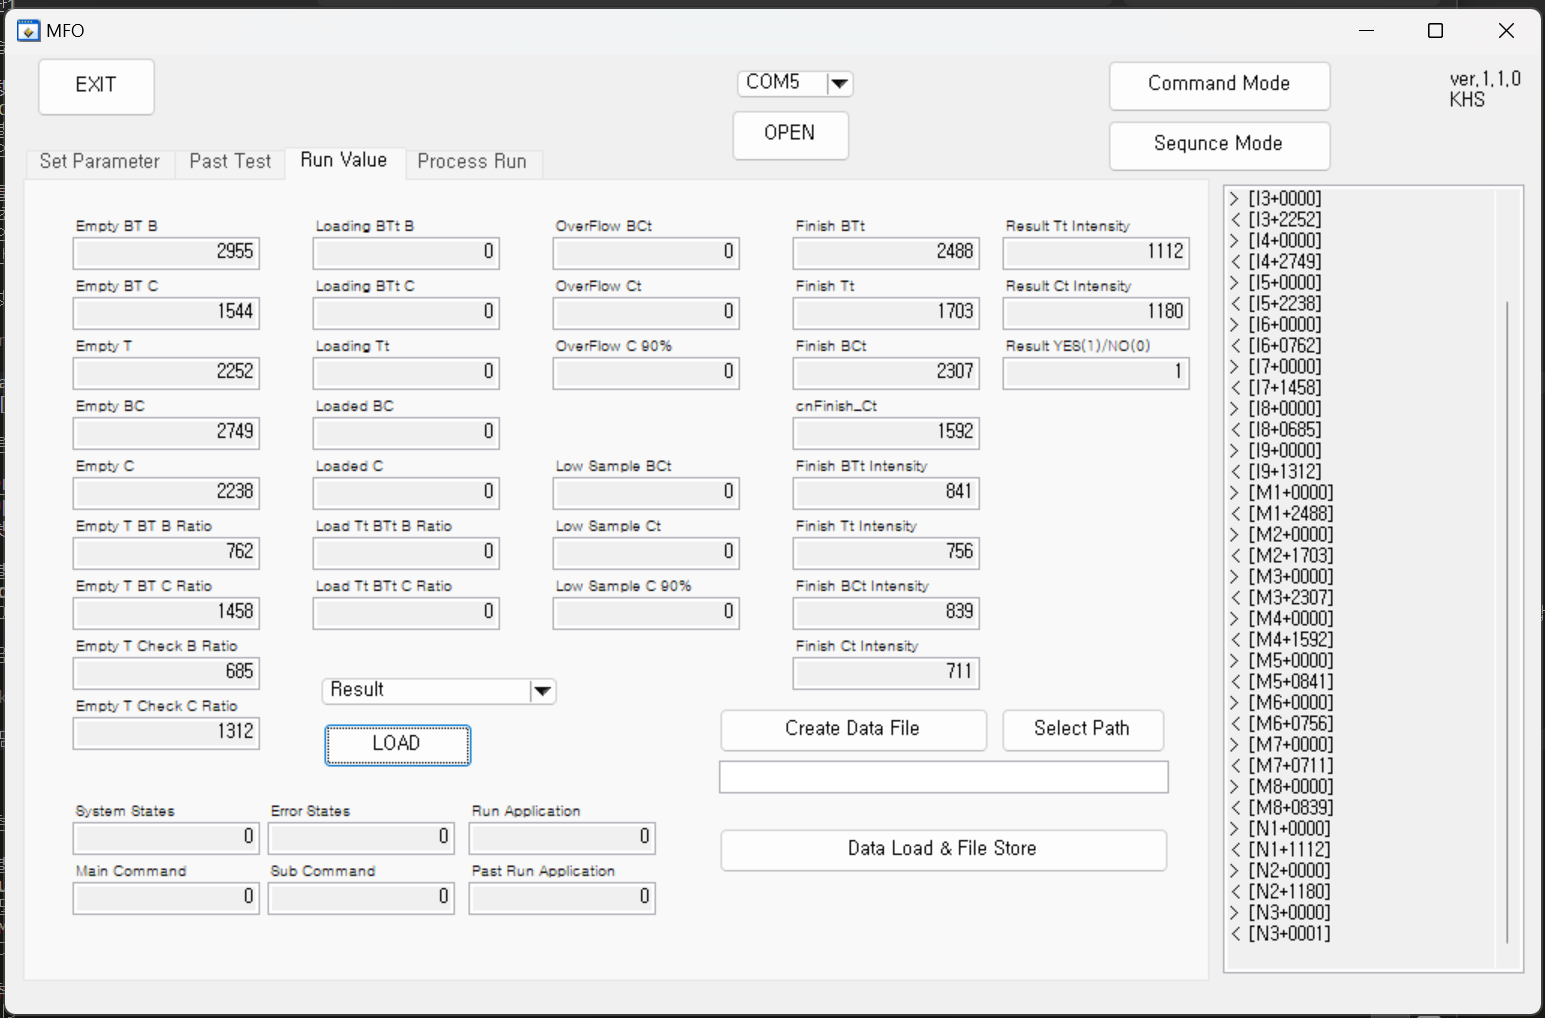 MFO
EXIT
COM5
OPEN
Command Mode
Sequnce Mode
ver,1,1,0
KHS
Set Parameter
Past Test
Run Value
Process Run
Empty BT B
2955
Empty BT C
1544
Empty T
2252
Empty BC
2749
Empty C
2238
Empty T BT B Ratio
762
Empty T BT C Ratio
1458
Empty T Check B Ratio
685
Empty T Check C Ratio
1312
Loading BTt B
0
Loading BTt C
0
Loading Tt
0
Loaded BC
0
Loaded C
0
Load Tt BTt B Ratio
0
Load Tt BTt C Ratio
0
Result
LOAD
OverFlow BCt
0
OverFlow Ct
0
OverFlow C 90%
0
Low Sample BCt
0
Low Sample Ct
0
Low Sample C 90%
0
Finish BTt
2488
Finish Tt
1703
Finish BCt
2307
cnFinish_Ct
1592
Finish BTt Intensity
841
Finish Tt Intensity
756
Finish BCt Intensity
839
Finish Ct Intensity
711
Result Tt Intensity
1112
Result Ct Intensity
1180
Result YES(1)/NO(0)
1
Create Data File
Select Path
Data Load & File Store
System States
0
Error States
0
Run Application
0
Main Command
0
Sub Command
0
Past Run Application
0
> [I3+0000]
< [I3+2252]
> [I4+0000]
< [I4+2749]
> [I5+0000]
< [I5+2238]
> [I6+0000]
< [I6+0762]
> [I7+0000]
< [I7+1458]
> [I8+0000]
< [I8+0685]
> [I9+0000]
< [I9+1312]
> [M1+0000]
< [M1+2488]
> [M2+0000]
< [M2+1703]
> [M3+0000]
< [M3+2307]
> [M4+0000]
< [M4+1592]
> [M5+0000]
< [M5+0841]
> [M6+0000]
< [M6+0756]
> [M7+0000]
< [M7+0711]
> [M8+0000]
< [M8+0839]
> [N1+0000]
< [N1+1112]
> [N2+0000]
< [N2+1180]
> [N3+0000]
< [N3+0001]